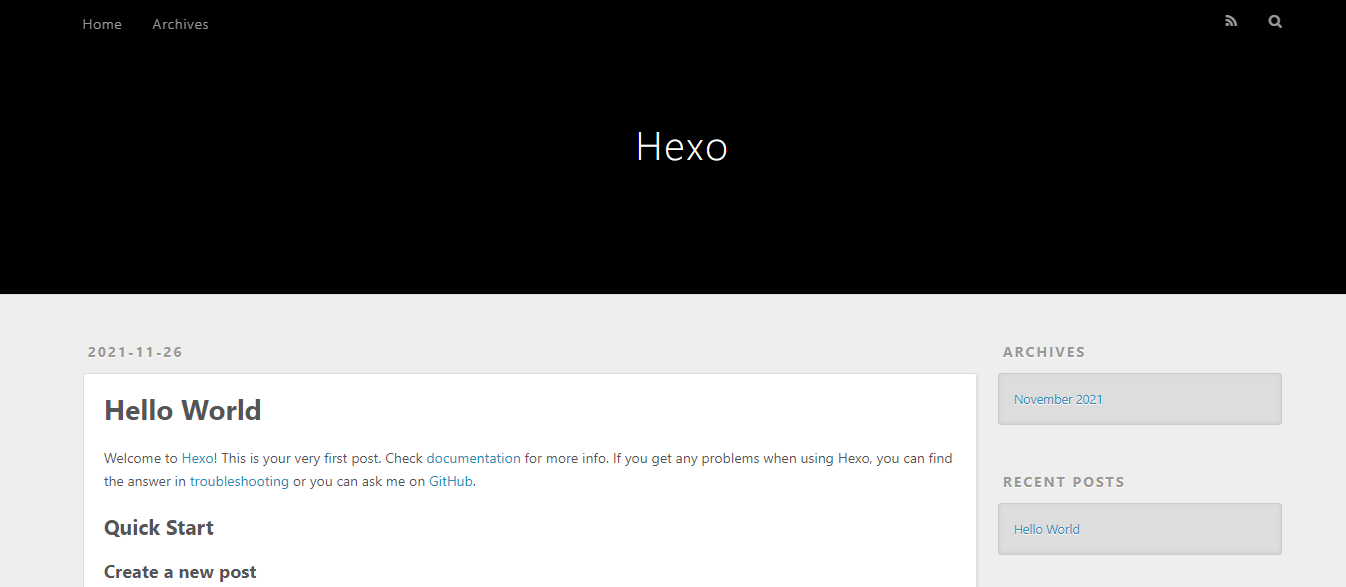 Home Archives
Hexo
2021-11-26
Hello World
Welcome to Hexo! This is your very first post. Check documentation for more info. If you get any problems when using Hexo, you can find
the answer in troubleshooting or you can ask me on GitHub.
Quick Start
Create a new post
ARCHIVES
November 2021
RECENT POSTS
Hello World